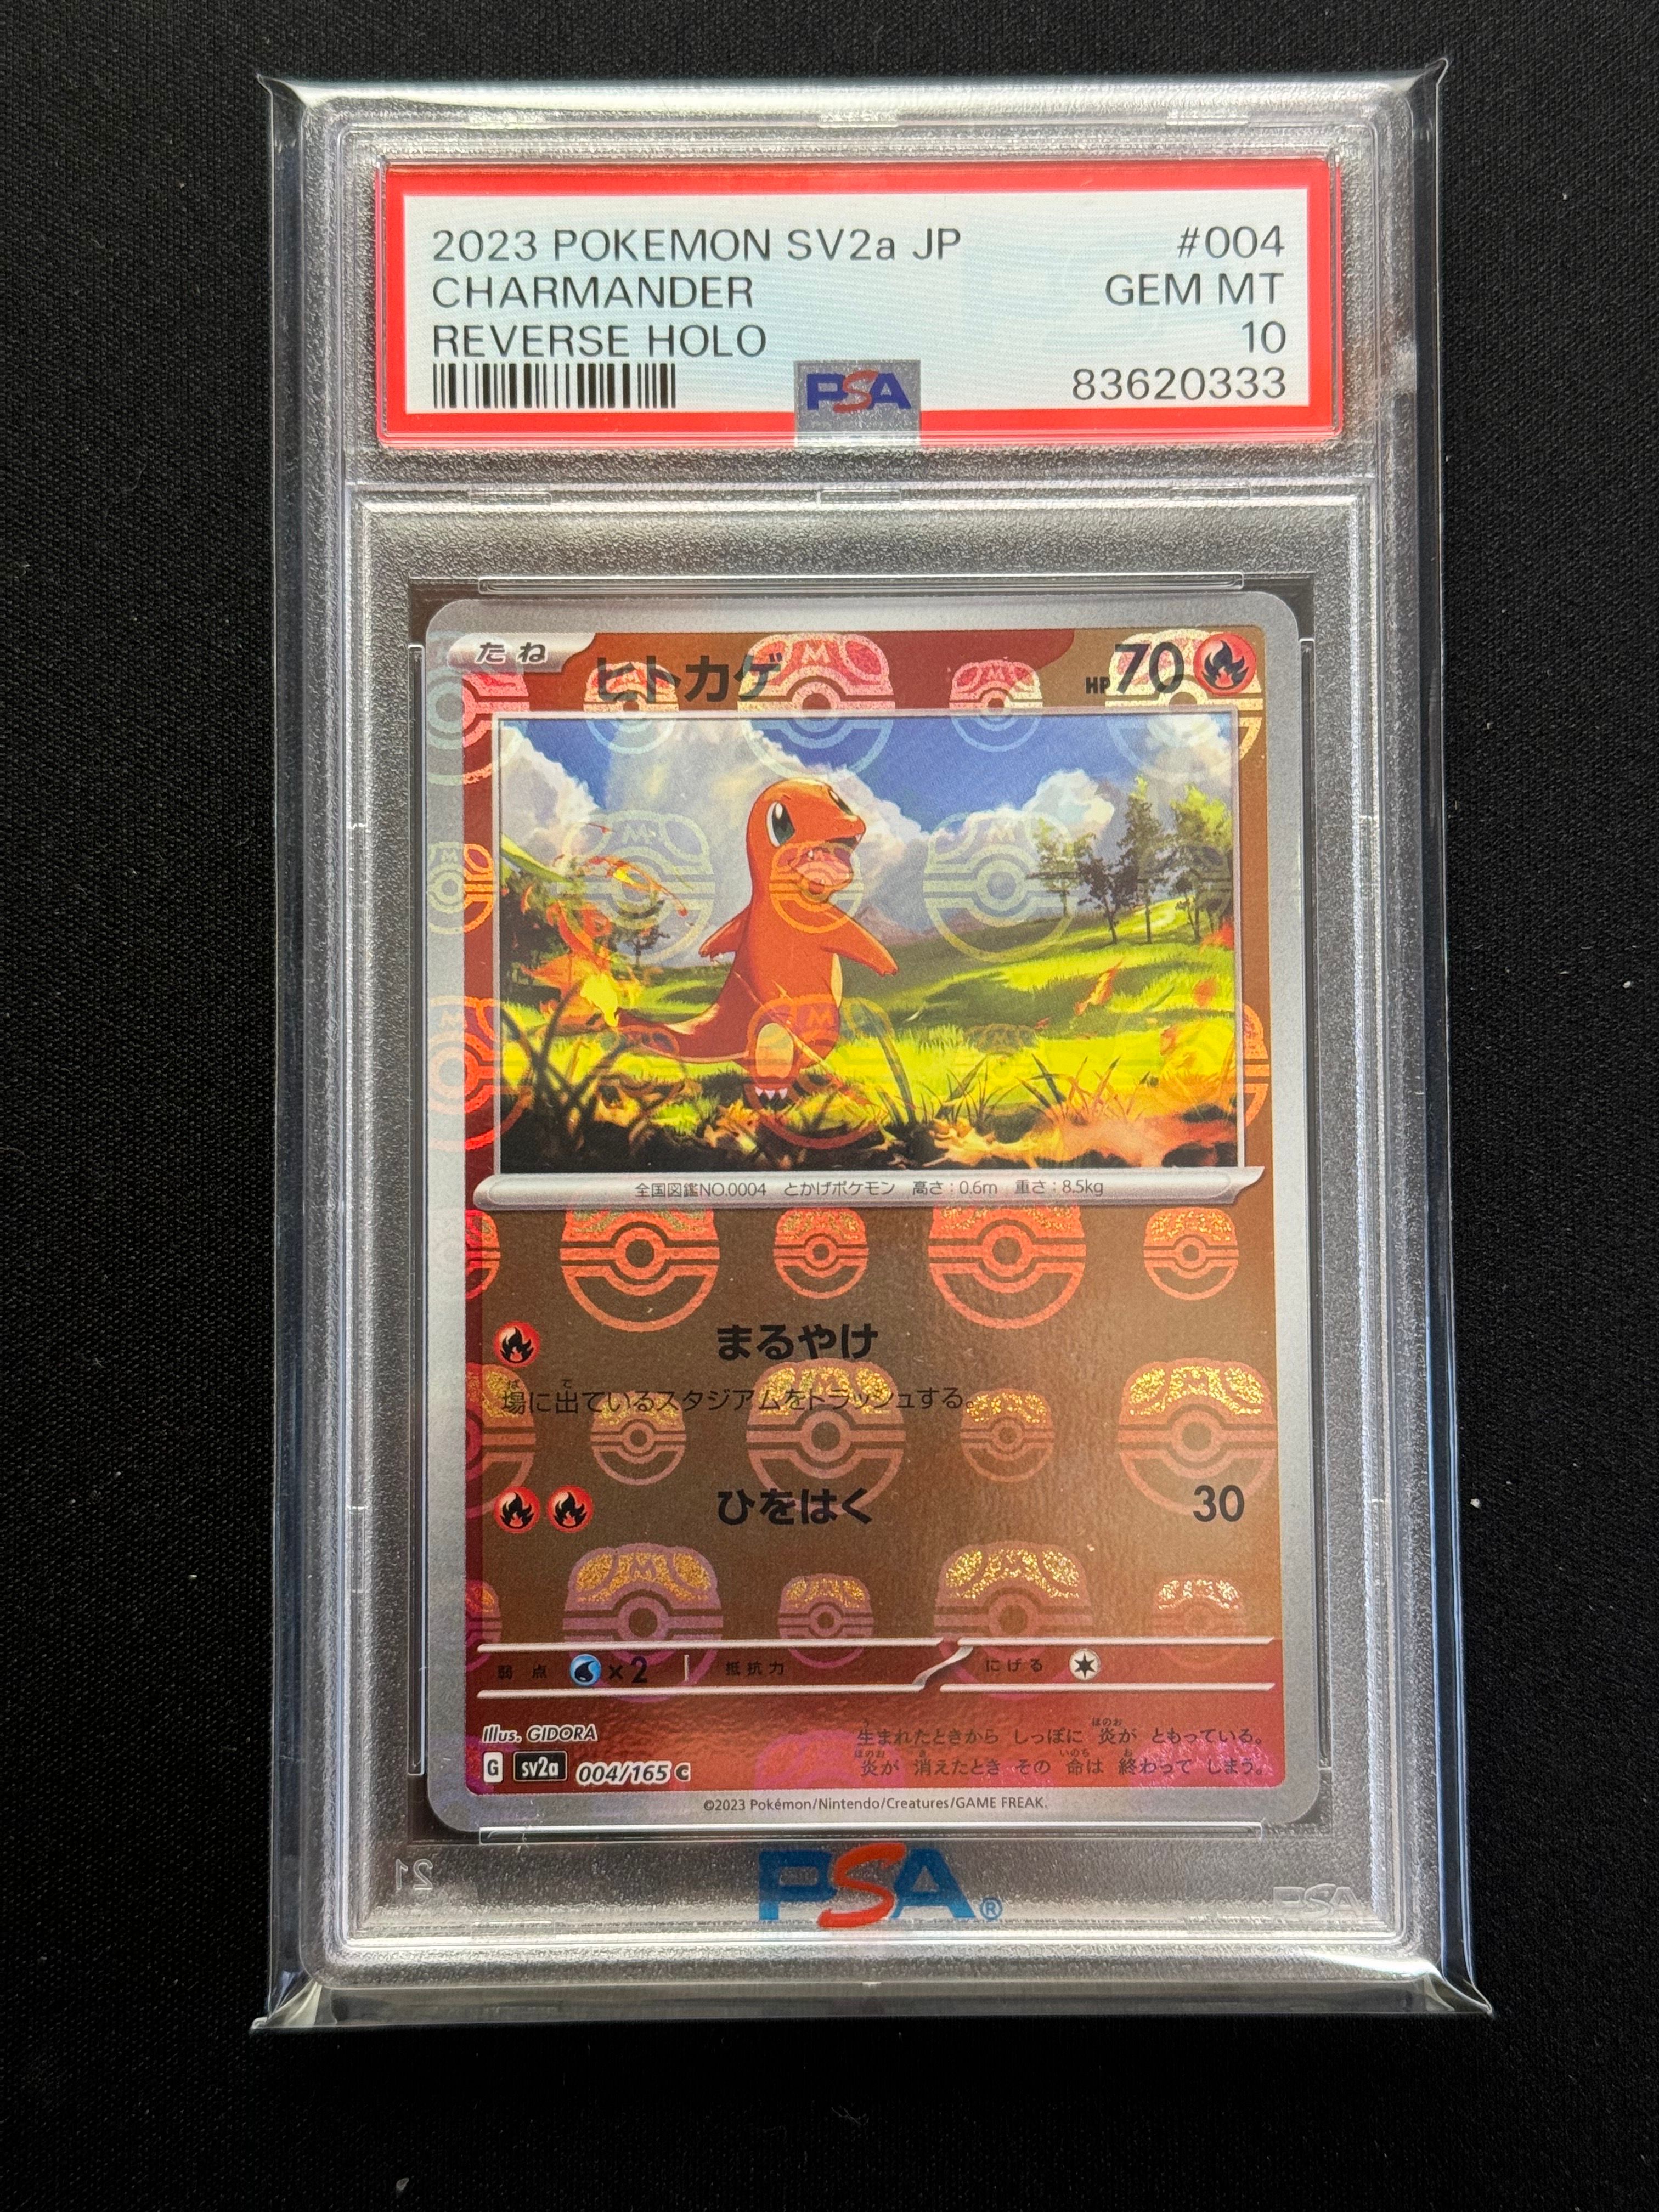 2023 POKEMON SV2a JP #004
CHARMANDER GEM MT
REVERSE HOLO 10
PSA 83620333
たね ヒトカゲ HP70
全国図鑑NO.0004 とかげポケモン 高さ:0.6m 重さ:8.5kg
まるやけ
場に出ているスタジアムをトラッシュする。
ひをはく 30
弱点 ×2 抵抗力 にげる
Illus. GIDORA
生まれたときから しっぽに 炎が ともっている。
炎が 消えたとき その 命は 終わって しまう。
G sv2a 004/165 C
©2023 Pokémon/Nintendo/Creatures/GAME FREAK.
PSA®
21 PSA